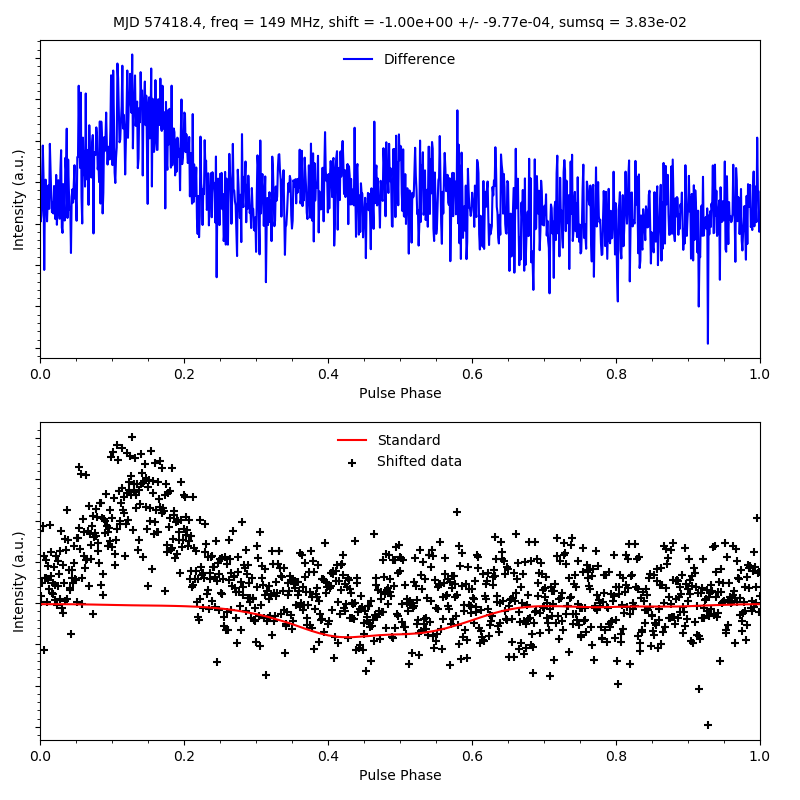 MJD 57418.4, freq = 149 MHz, shift = -1.00e+00 +/- -9.77e-04, sumsq = 3.83e-02
Difference
Intensity (a.u.)
0.0 0.2 0.4 0.6 0.8 1.0
Pulse Phase
Standard
Shifted data
Intensity (a.u.)
0.0 0.2 0.4 0.6 0.8 1.0
Pulse Phase